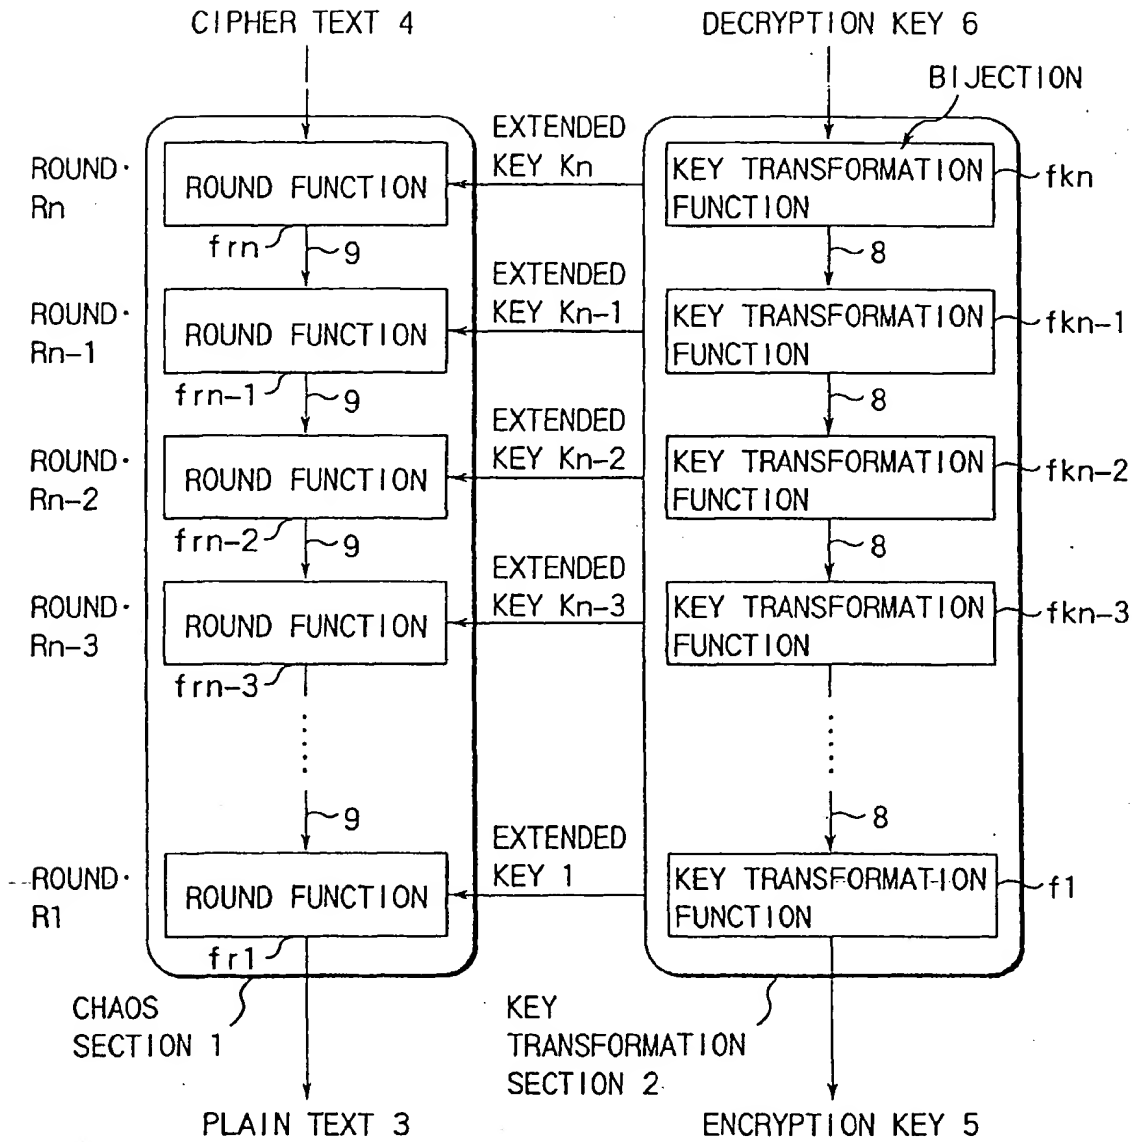 CIPHER TEXT 4
DECRYPTION KEY 6
BIJECTION
ROUND·
Rn
ROUND FUNCTION
frn
9
EXTENDED
KEY Kn
KEY TRANSFORMATION
FUNCTION
fkn
8
ROUND·
Rn-1
ROUND FUNCTION
frn-1
9
EXTENDED
KEY Kn-1
KEY TRANSFORMATION
FUNCTION
fkn-1
8
ROUND·
Rn-2
ROUND FUNCTION
frn-2
9
EXTENDED
KEY Kn-2
KEY TRANSFORMATION
FUNCTION
fkn-2
8
ROUND·
Rn-3
ROUND FUNCTION
frn-3
9
EXTENDED
KEY Kn-3
KEY TRANSFORMATION
FUNCTION
fkn-3
8
ROUND·
R1
ROUND FUNCTION
fr1
EXTENDED
KEY 1
KEY TRANSFORMATION
FUNCTION
f1
CHAOS
SECTION 1
KEY
TRANSFORMATION
SECTION 2
PLAIN TEXT 3
ENCRYPTION KEY 5